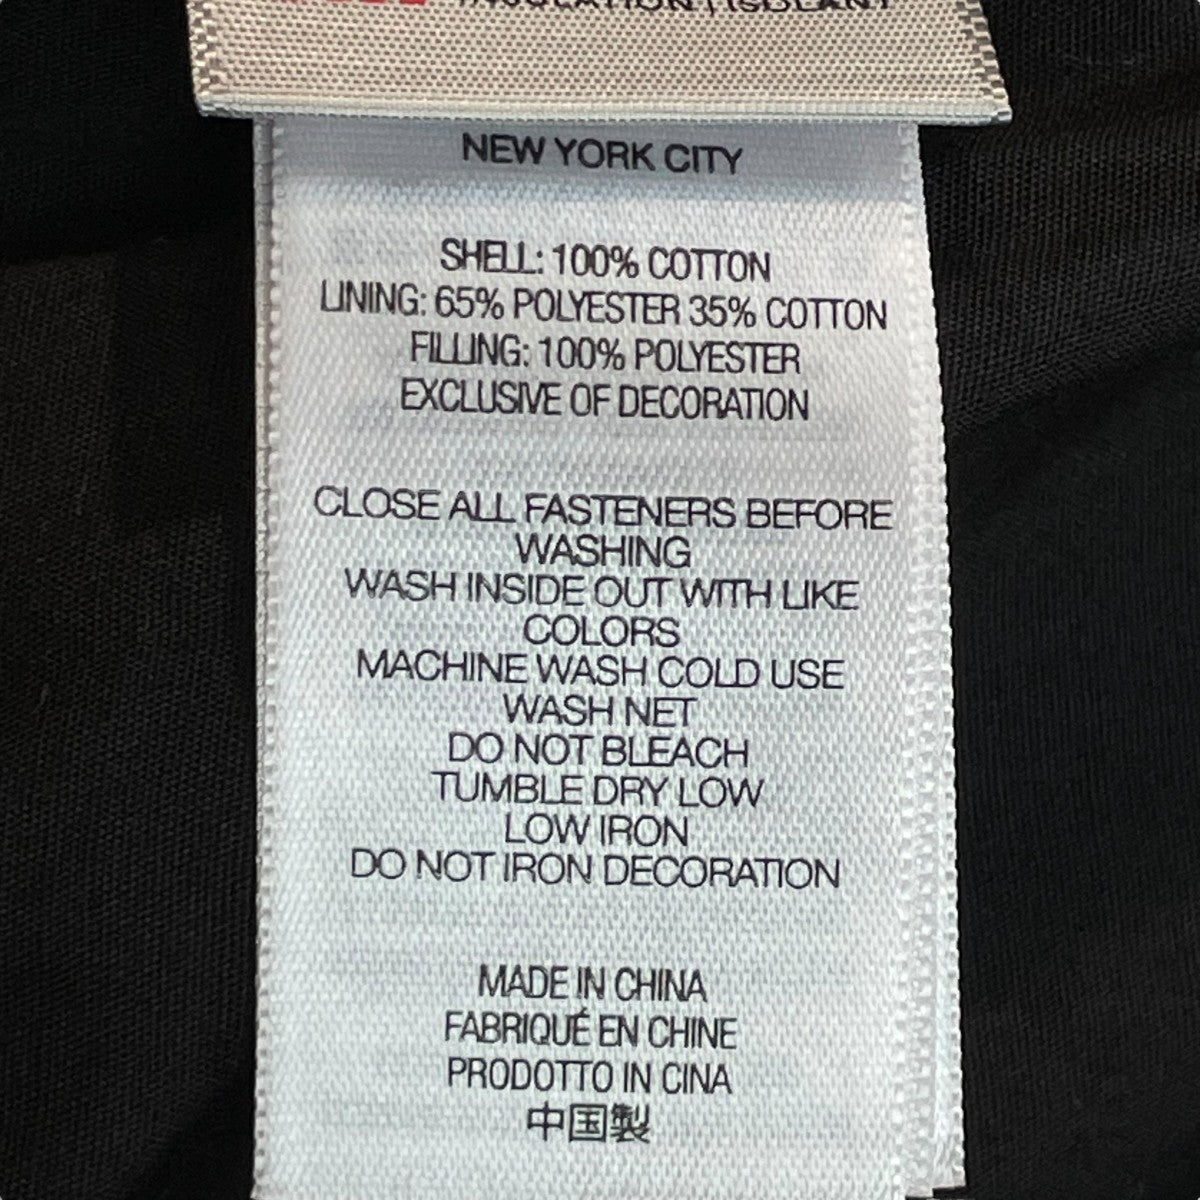 INSULATION | ISOLANT
NEW YORK CITY
SHELL: 100% COTTON
LINING: 65% POLYESTER 35% COTTON
FILLING: 100% POLYESTER
EXCLUSIVE OF DECORATION
CLOSE ALL FASTENERS BEFORE
WASHING
WASH INSIDE OUT WITH LIKE
COLORS
MACHINE WASH COLD USE
WASH NET
DO NOT BLEACH
TUMBLE DRY LOW
LOW IRON
DO NOT IRON DECORATION
MADE IN CHINA
FABRIQUÉ EN CHINE
PRODOTTO IN CINA
中国製